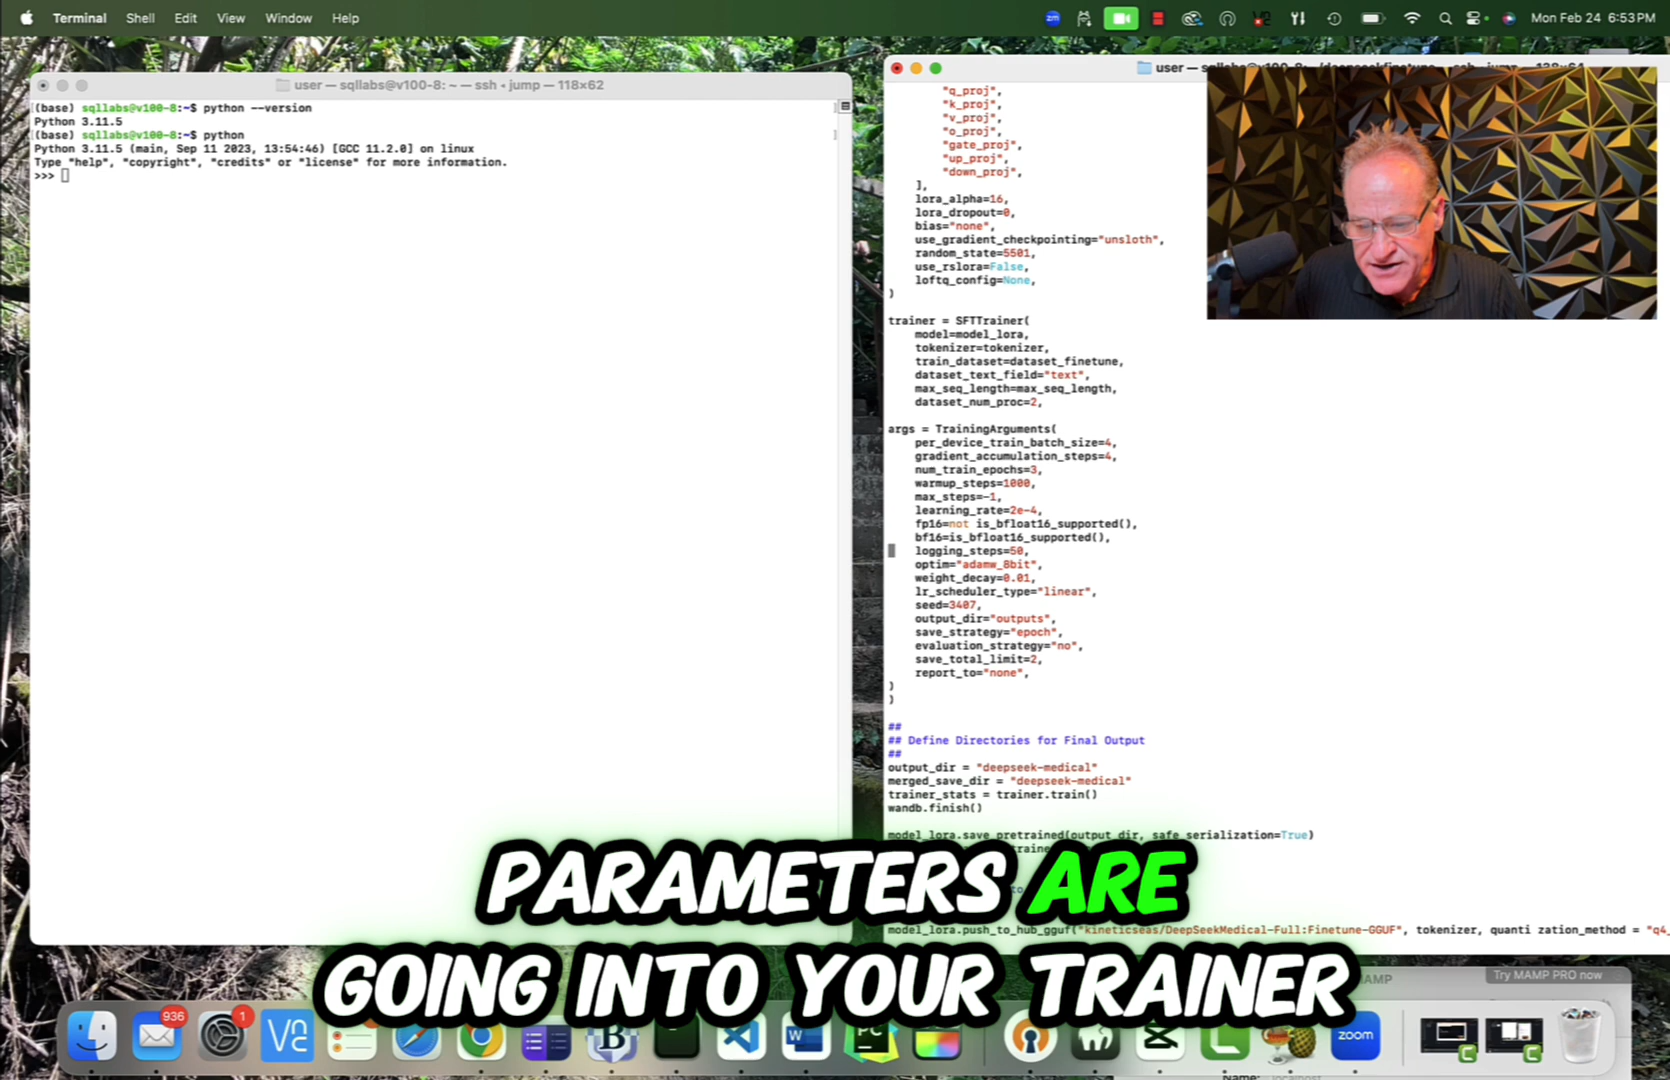 Terminal Shell Edit View Window Help
Mon Feb 24 6:53 PM
user — sqllabs@v100-8: ~ — ssh • jump — 118×62
(base) sqllabs@v100-8:~$ python --version
Python 3.11.5
(base) sqllabs@v100-8:~$ python
Python 3.11.5 (main, Sep 11 2023, 13:54:46) [GCC 11.2.0] on linux
Type "help", "copyright", "credits" or "license" for more information.
>>>
"q_proj",
"k_proj",
"v_proj",
"o_proj",
"gate_proj",
"up_proj",
"down_proj",
],
lora_alpha=16,
lora_dropout=0,
bias="none",
use_gradient_checkpointing="unsloth",
random_state=5501,
use_rslora=False,
loftq_config=None,
)
trainer = SFTTrainer(
model=model_lora,
tokenizer=tokenizer,
train_dataset=dataset_finetune,
dataset_text_field="text",
max_seq_length=max_seq_length,
dataset_num_proc=2,
args = TrainingArguments(
per_device_train_batch_size=4,
gradient_accumulation_steps=4,
num_train_epochs=3,
warmup_steps=1000,
max_steps=-1,
learning_rate=2e-4,
fp16=not is_bfloat16_supported(),
bf16=is_bfloat16_supported(),
logging_steps=50,
optim="adamw_8bit",
weight_decay=0.01,
lr_scheduler_type="linear",
seed=3407,
output_dir="outputs",
save_strategy="epoch",
evaluation_strategy="no",
save_total_limit=2,
report_to="none",
)
)
##
## Define Directories for Final Output
##
output_dir = "deepseek-medical"
merged_save_dir = "deepseek-medical"
trainer_stats = trainer.train()
wandb.finish()
model_lora.save_pretrained(output_dir, safe_serialization=True)
model_lora.push_to_hub_gguf("kineticseas/DeepSeekMedical-Full:Finetune-GGUF", tokenizer, quanti zation_method = "q4_
PARAMETERS ARE
GOING INTO YOUR TRAINER
Try MAMP PRO now
936
1
zoom